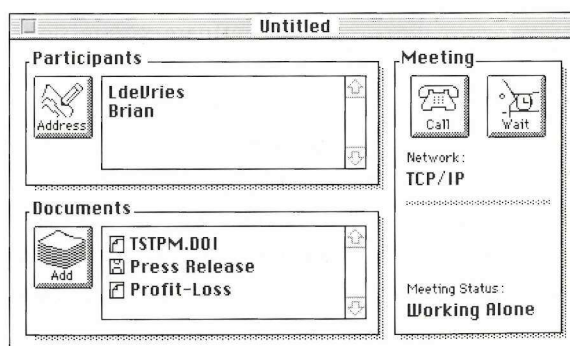 Untitled
Participants
Address
LdeVries
Brian
Documents
Add
TSTPM.D01
Press Release
Profit-Loss
Meeting
Call
Wait
Network:
TCP/IP
Meeting Status:
Working Alone